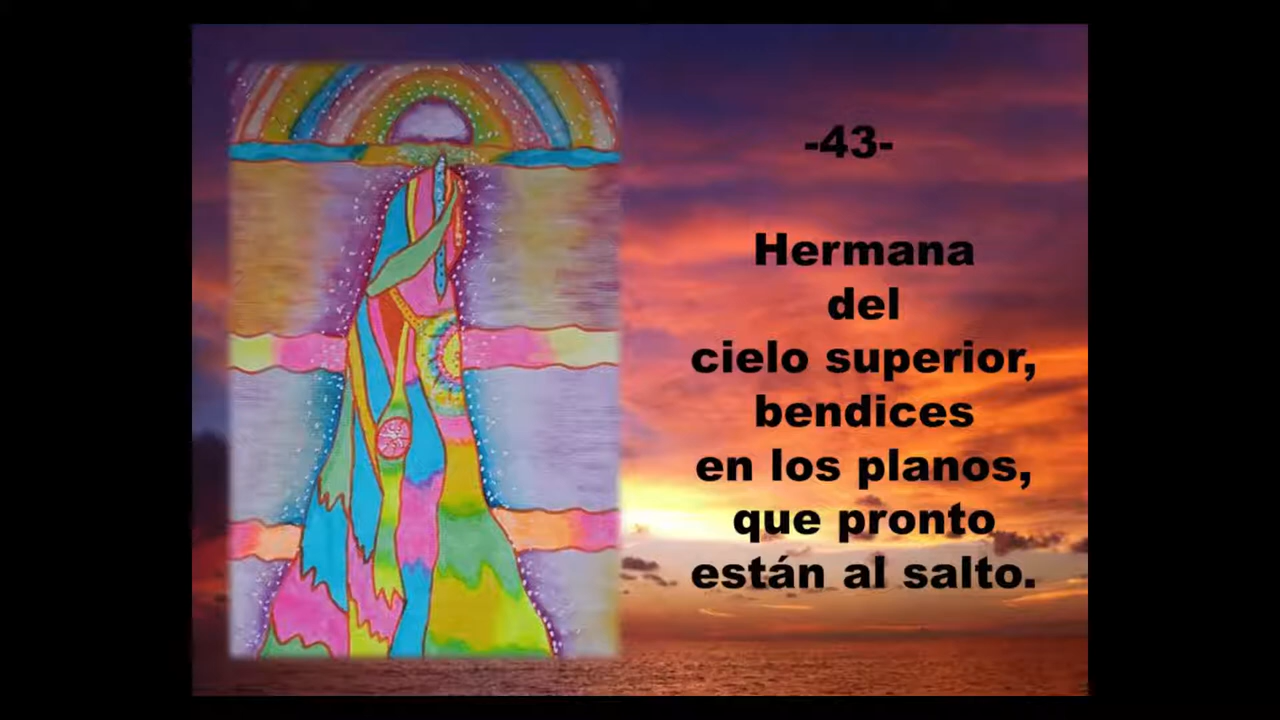 -43-
Hermana
del
cielo superior,
bendices
en los planos,
que pronto
están al salto.